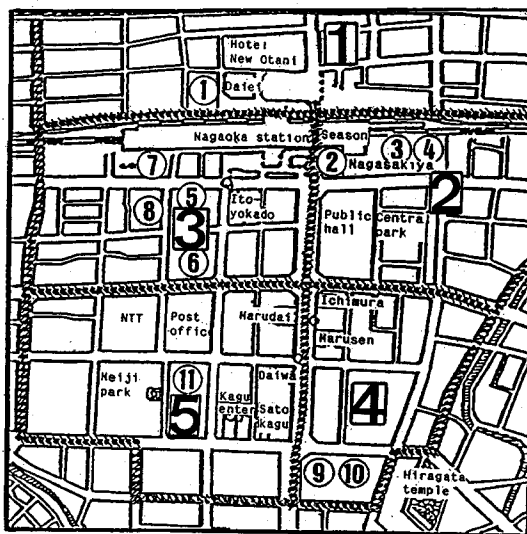 Hotel
New Otani
1
1
Daiei
Nagaoka station
Season
3
4
7
2
Nagasakiya
2
8
5
3
6
Ito-
yokado
Public
hall
Central
park
NTT
Post
offic
Marudai
Ichimura
Marusen
Meiji
park
11
5
Kagu
enter
Daiwa
Sato
kagu
4
9
10
Hiragata
temple